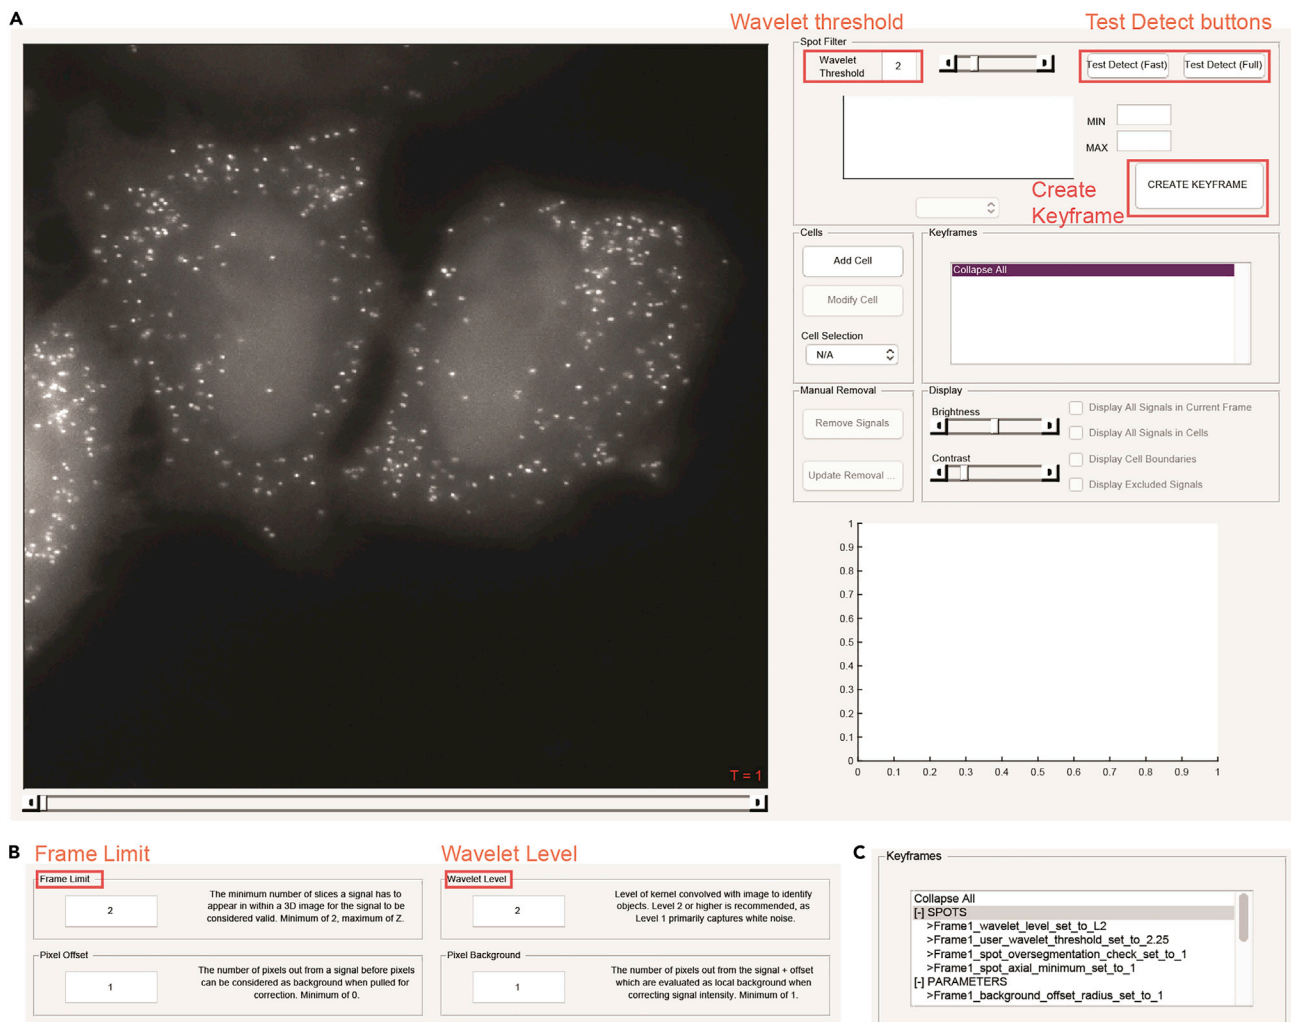 A
Wavelet threshold
Test Detect buttons
Spot Filter
Wavelet
Threshold
2
Test Detect (Fast)
Test Detect (Full)
MIN
MAX
Create
Keyframe
CREATE KEYFRAME
Cells
Add Cell
Modify Cell
Cell Selection
N/A
Keyframes
Collapse All
Manual Removal
Remove Signals
Update Removal ...
Display
Brightness
Contrast
Display All Signals in Current Frame
Display All Signals in Cells
Display Cell Boundaries
Display Excluded Signals
1
0.9
0.8
0.7
0.6
0.5
0.4
0.3
0.2
0.1
0
0 0.1 0.2 0.3 0.4 0.5 0.6 0.7 0.8 0.9 1
T = 1
B
Frame Limit
Wavelet Level
Frame Limit
2
The minimum number of slices a signal has to
appear in within a 3D image for the signal to be
considered valid. Minimum of 2, maximum of Z.
Wavelet Level
2
Level of kernel convolved with image to identify
objects. Level 2 or higher is recommended, as
Level 1 primarily captures white noise.
Pixel Offset
1
The number of pixels out from a signal before pixels
can be considered as background when pulled for
correction. Minimum of 0.
Pixel Background
1
The number of pixels out from the signal + offset
which are evaluated as local background when
correcting signal intensity. Minimum of 1.
C
Keyframes
Collapse All
[-] SPOTS
>Frame1_wavelet_level_set_to_L2
>Frame1_user_wavelet_threshold_set_to_2.25
>Frame1_spot_oversegmentation_check_set_to_1
>Frame1_spot_axial_minimum_set_to_1
[-] PARAMETERS
>Frame1_background_offset_radius_set_to_1